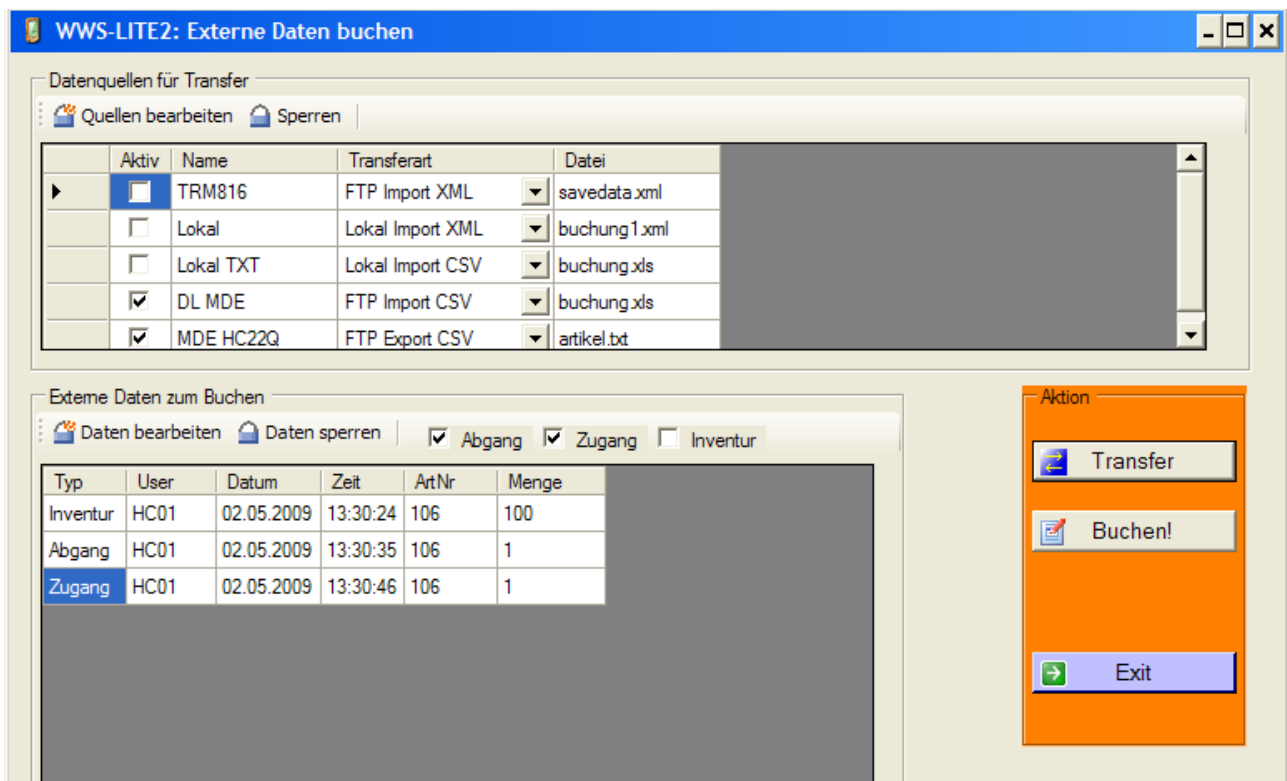 WWS-LITE2: Externe Daten buchen
Datenquellen für Transfer
Quellen bearbeiten Sperren
Aktiv Name Transferart Datei
TRM816 FTP Import XML savedata.xml
Lokal Lokal Import XML buchung1.xml
Lokal TXT Lokal Import CSV buchung.xls
DL MDE FTP Import CSV buchung.xls
MDE HC22Q FTP Export CSV artikel.txt
Externe Daten zum Buchen
Daten bearbeiten Daten sperren Abgang Zugang Inventur
Typ User Datum Zeit ArtNr Menge
Inventur HC01 02.05.2009 13:30:24 106 100
Abgang HC01 02.05.2009 13:30:35 106 1
Zugang HC01 02.05.2009 13:30:46 106 1
Aktion
Transfer
Buchen!
Exit